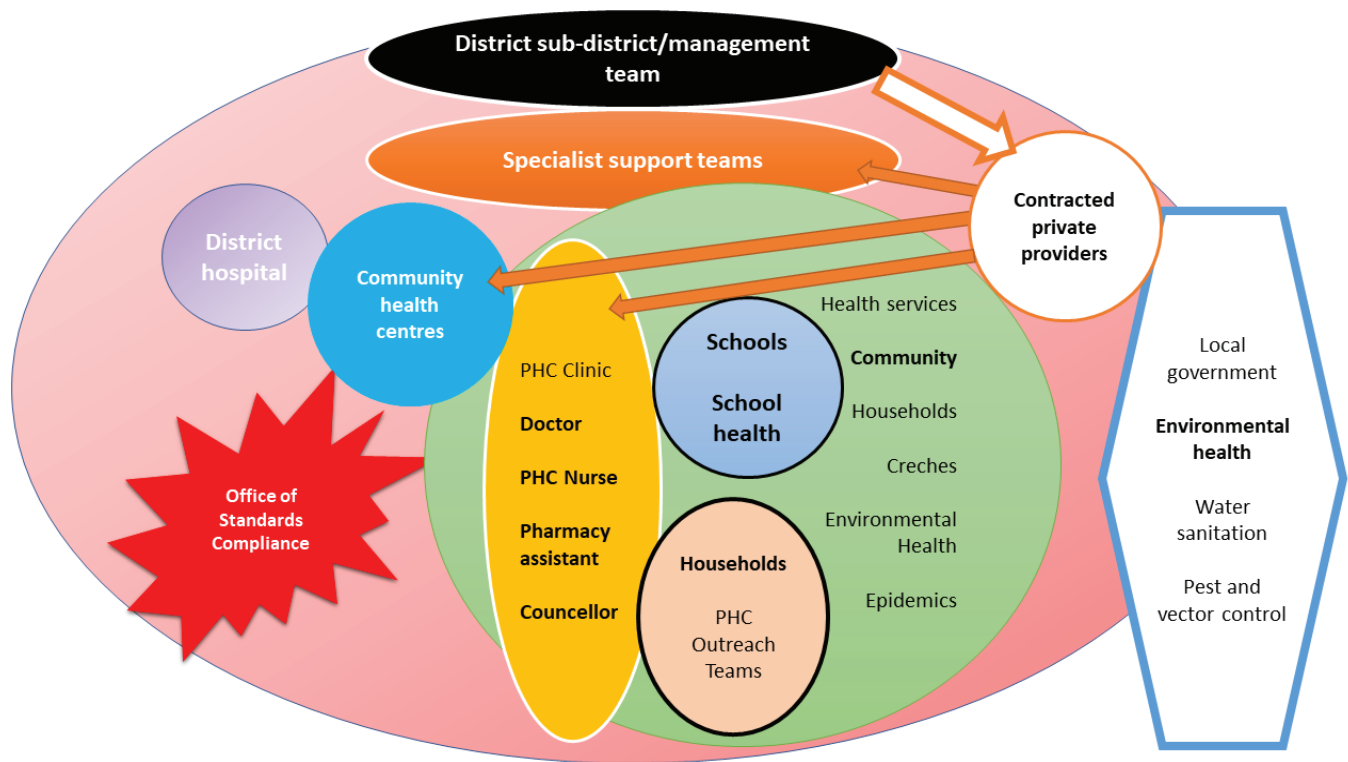 District sub-district/management
team
Specialist support teams
Contracted
private
providers
District
hospital
Community
health
centres
Office of
Standards
Compliance
PHC Clinic
Doctor
PHC Nurse
Pharmacy
assistant
Councellor
Schools
School
health
Households
PHC
Outreach
Teams
Health services
Community
Households
Creches
Environmental
Health
Epidemics
Local
government
Environmental
health
Water
sanitation
Pest and
vector control